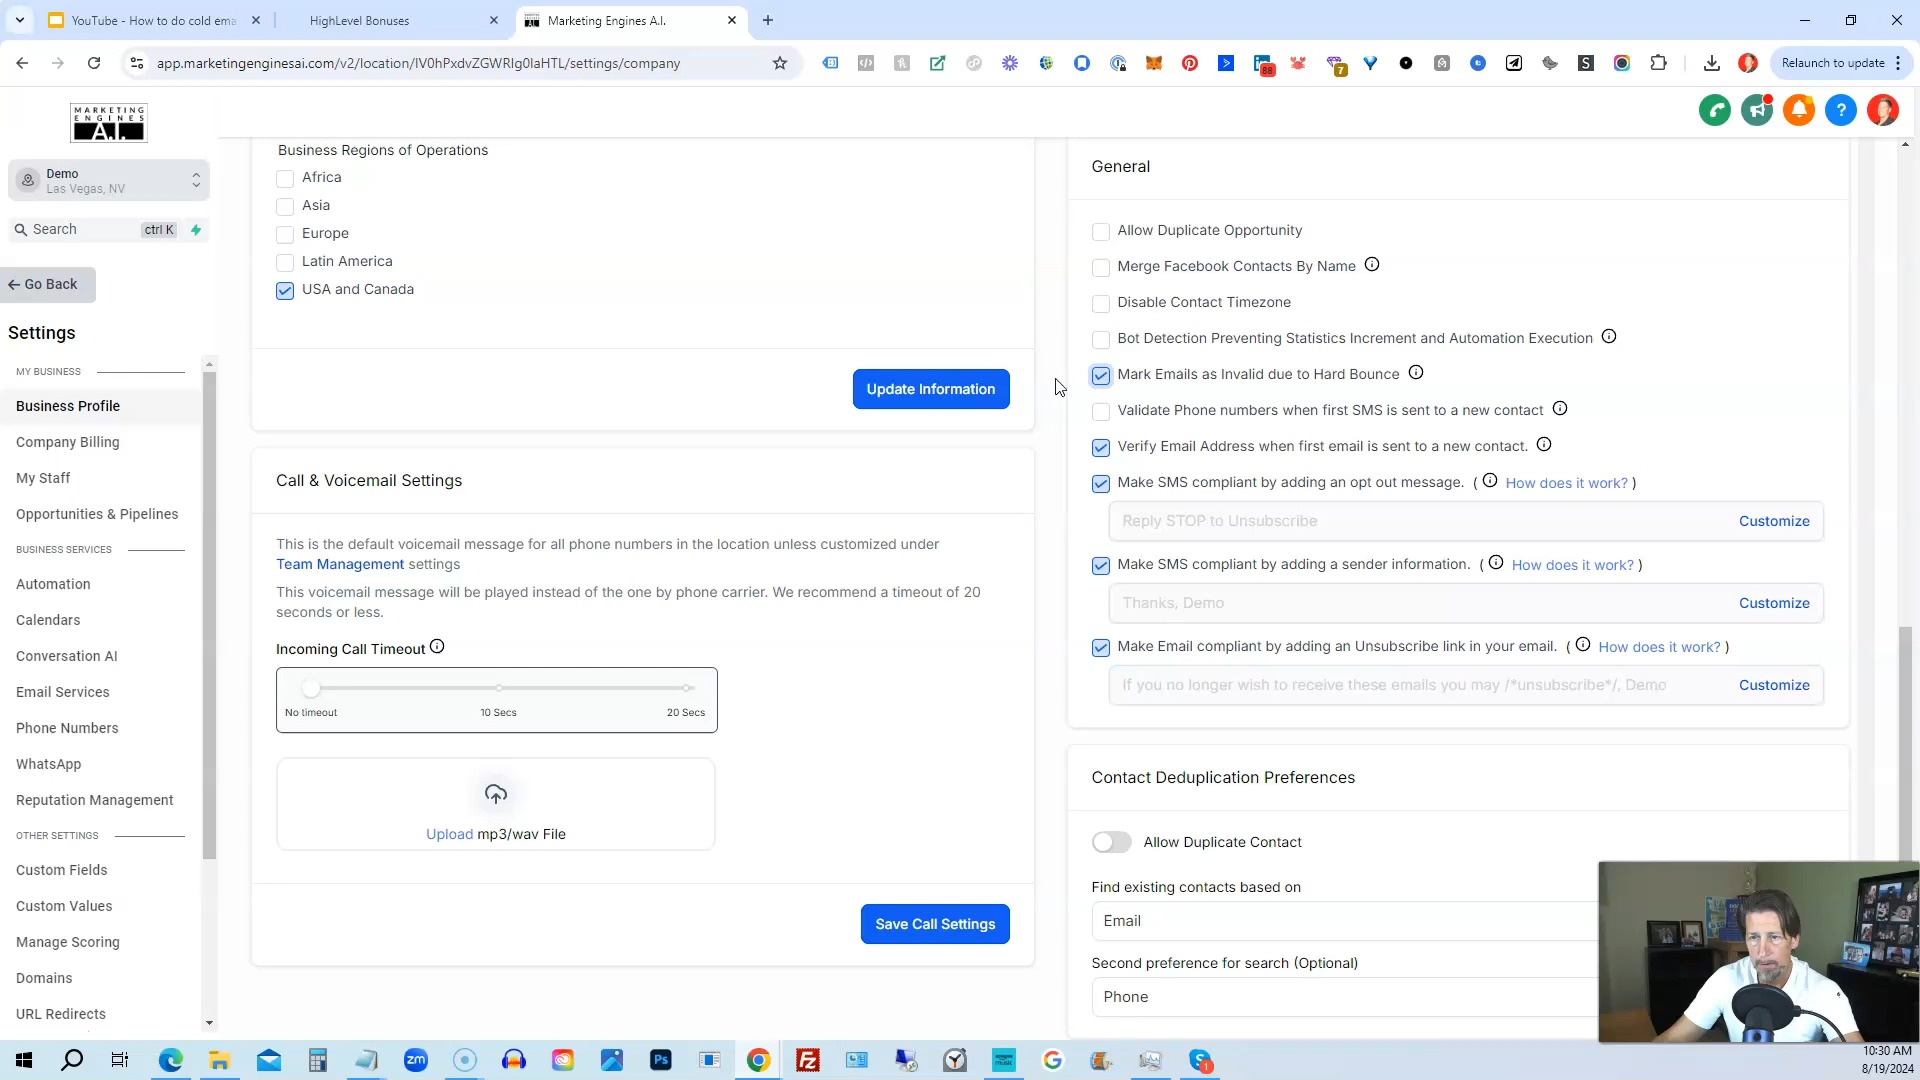 YouTube - How to do cold ema
HighLevel Bonuses
Marketing Engines A.I.
app.marketingenginesai.com/v2/location/IV0hPxdvZGWRIg0IaHTL/settings/company
88
7
S
Relaunch to update
MARKETING
ENGINES
A.I.
Demo
Las Vegas, NV
Search
ctrl K
Go Back
Settings
MY BUSINESS
Business Profile
Company Billing
My Staff
Opportunities & Pipelines
BUSINESS SERVICES
Automation
Calendars
Conversation AI
Email Services
Phone Numbers
WhatsApp
Reputation Management
OTHER SETTINGS
Custom Fields
Custom Values
Manage Scoring
Domains
URL Redirects
Business Regions of Operations
Africa
Asia
Europe
Latin America
USA and Canada
Update Information
Call & Voicemail Settings
This is the default voicemail message for all phone numbers in the location unless customized under
Team Management settings
This voicemail message will be played instead of the one by phone carrier. We recommend a timeout of 20
seconds or less.
Incoming Call Timeout
No timeout
10 Secs
20 Secs
Upload mp3/wav File
Save Call Settings
General
Allow Duplicate Opportunity
Merge Facebook Contacts By Name
Disable Contact Timezone
Bot Detection Preventing Statistics Increment and Automation Execution
Mark Emails as Invalid due to Hard Bounce
Validate Phone numbers when first SMS is sent to a new contact
Verify Email Address when first email is sent to a new contact.
Make SMS compliant by adding an opt out message. ( How does it work? )
Reply STOP to Unsubscribe
Customize
Make SMS compliant by adding a sender information. ( How does it work? )
Thanks, Demo
Customize
Make Email compliant by adding an Unsubscribe link in your email. ( How does it work? )
If you no longer wish to receive these emails you may /*unsubscribe*/, Demo
Customize
Contact Deduplication Preferences
Allow Duplicate Contact
Find existing contacts based on
Email
Second preference for search (Optional)
Phone
zm
Ps
amazon
music
1
10:30 AM
8/19/2024